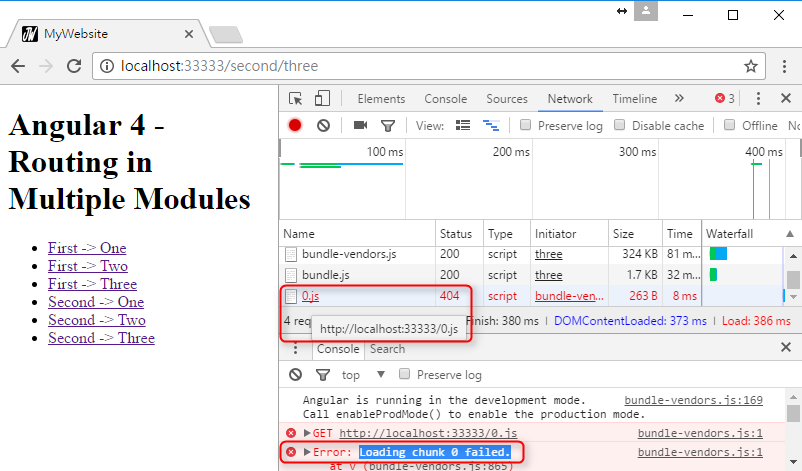 MyWebsite
localhost:33333/second/three
Angular 4 -
Routing in
Multiple Modules
First -> One
First -> Two
First -> Three
Second -> One
Second -> Two
Second -> Three
Elements Console Sources Network Timeline » 3
View: Preserve log Disable cache Offline
100 ms 200 ms 300 ms 400 ms
Name Status Type Initiator Size Time Waterfall
bundle-vendors.js 200 script three 324 KB 81 m...
bundle.js 200 script three 1.7 KB 32 m...
0.js 404 script bundle-ven... 263 B 8 ms
4 req Finish: 380 ms | DOMContentLoaded: 373 ms | Load: 386 ms
http://localhost:33333/0.js
Console Search
top Preserve log
Angular is running in the development mode. bundle-vendors.js:169
Call enableProdMode() to enable the production mode.
GET http://localhost:33333/0.js bundle-vendors.js:1
Error: Loading chunk 0 failed. bundle-vendors.js:1
at v (bundle-vendors.js:865)